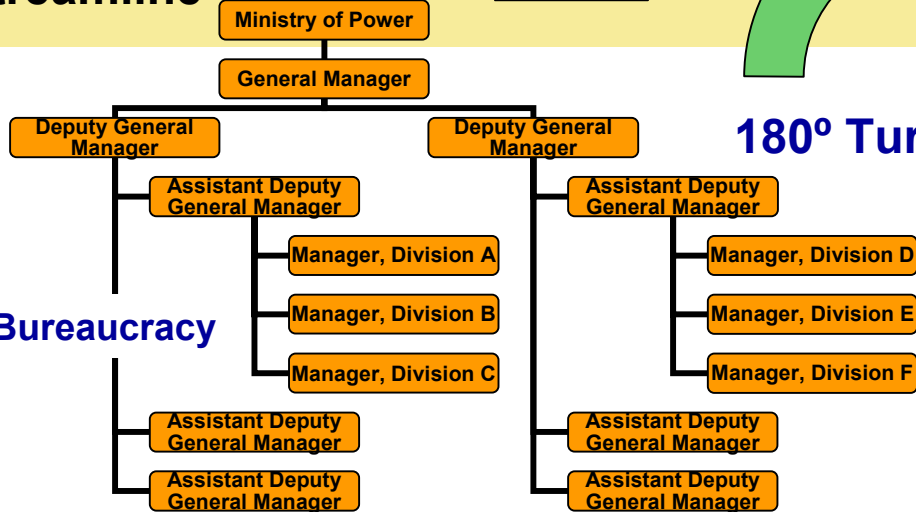 Ministry of Power
General Manager
Deputy General
Manager
Deputy General
Manager
180º
Assistant Deputy
General Manager
Assistant Deputy
General Manager
Manager, Division A
Manager, Division D
Manager, Division B
Manager, Division E
Bureaucracy
Manager, Division C
Manager, Division F
Assistant Deputy
General Manager
Assistant Deputy
General Manager
Assistant Deputy
General Manager
Assistant Deputy
General Manager